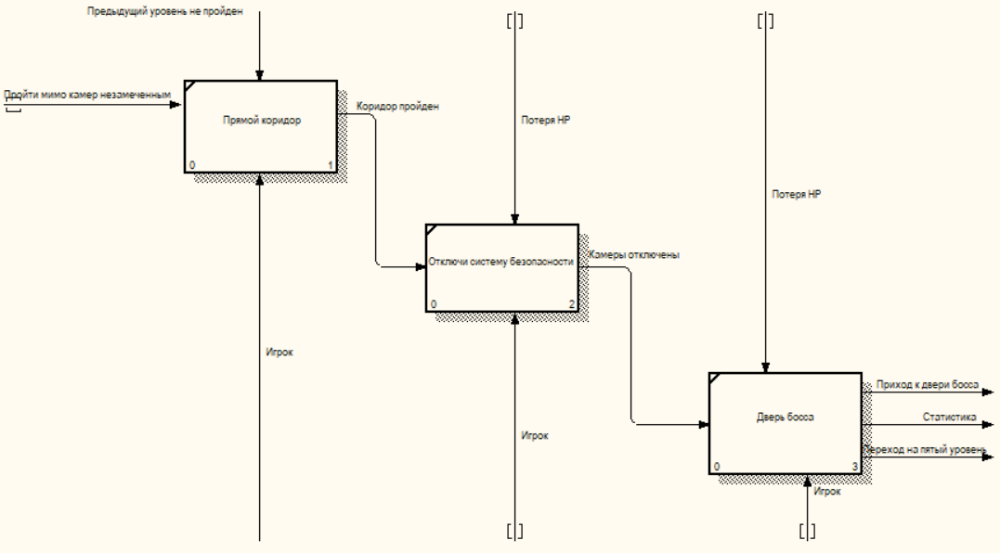 Предыдущий уровень не пройден
Пройти мимо камер незамеченным
Прямой коридор
0
1
Коридор пройден
Потеря HP
Потеря HP
Отключи систему безопасности
0
2
Камеры отключены
Игрок
Игрок
Дверь босса
0
3
Приход к двери босса
Статистика
Переход на пятый уровень
Игрок